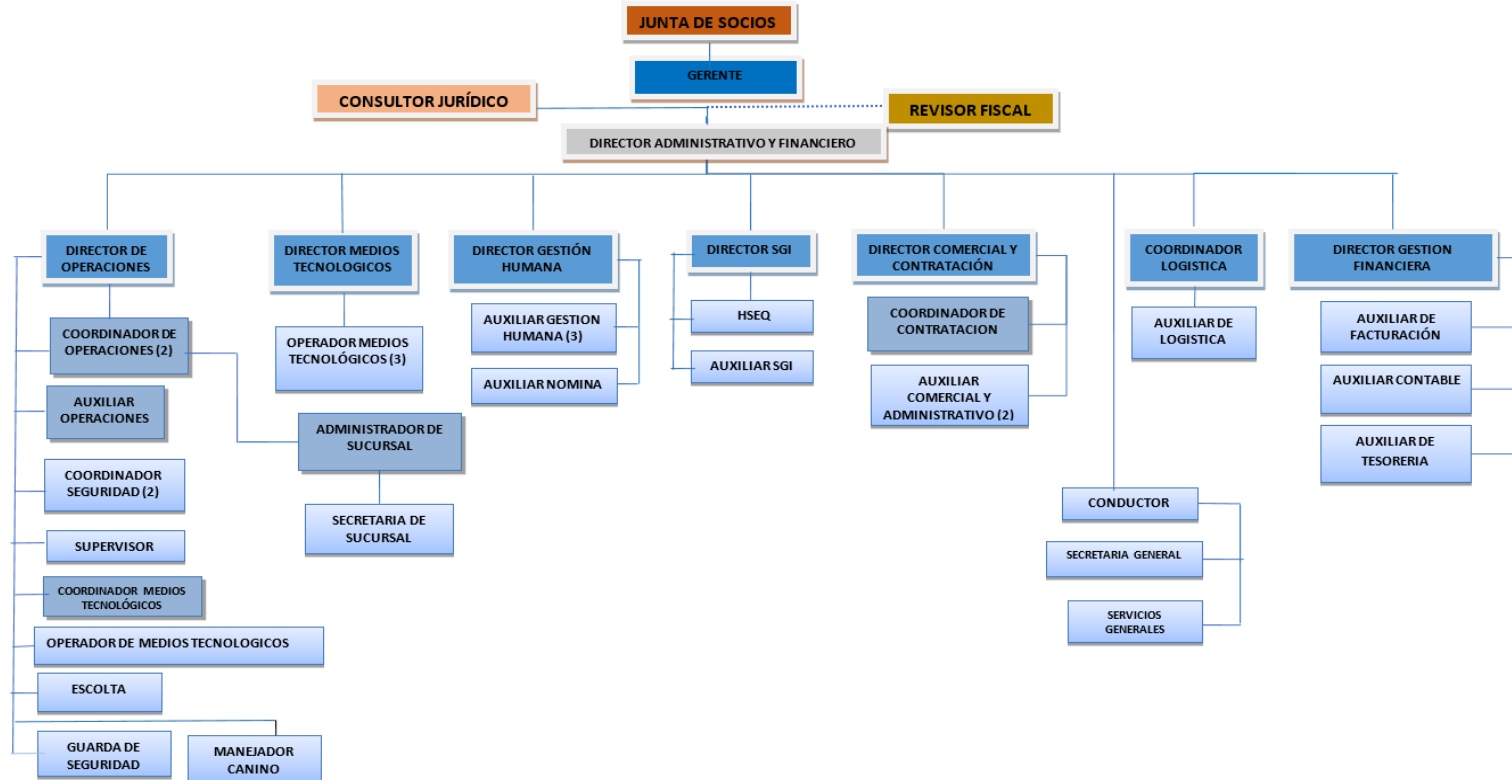 JUNTA DE SOCIOS
GERENTE
CONSULTOR JURÍDICO
REVISOR FISCAL
DIRECTOR ADMINISTRATIVO Y FINANCIERO
DIRECTOR DE
OPERACIONES
DIRECTOR MEDIOS
TECNOLOGICOS
DIRECTOR GESTIÓN
HUMANA
DIRECTOR SGI
DIRECTOR COMERCIAL Y
CONTRATACIÓN
COORDINADOR
LOGISTICA
DIRECTOR GESTION
FINANCIERA
COORDINADOR DE
OPERACIONES (2)
OPERADOR MEDIOS
TECNOLÓGICOS (3)
AUXILIAR GESTION
HUMANA (3)
HSEQ
COORDINADOR DE
CONTRATACION
AUXILIAR DE
LOGISTICA
AUXILIAR DE
FACTURACIÓN
AUXILIAR NOMINA
AUXILIAR SGI
AUXILIAR
COMERCIAL Y
ADMINISTRATIVO (2)
AUXILIAR CONTABLE
AUXILIAR
OPERACIONES
ADMINISTRADOR DE
SUCURSAL
AUXILIAR DE
TESORERIA
COORDINADOR
SEGURIDAD (2)
SECRETARIA DE
SUCURSAL
CONDUCTOR
SUPERVISOR
SECRETARIA GENERAL
COORDINADOR MEDIOS
TECNOLÓGICOS
SERVICIOS
GENERALES
OPERADOR DE MEDIOS TECNOLOGICOS
ESCOLTA
GUARDA DE
SEGURIDAD
MANEJADOR
CANINO